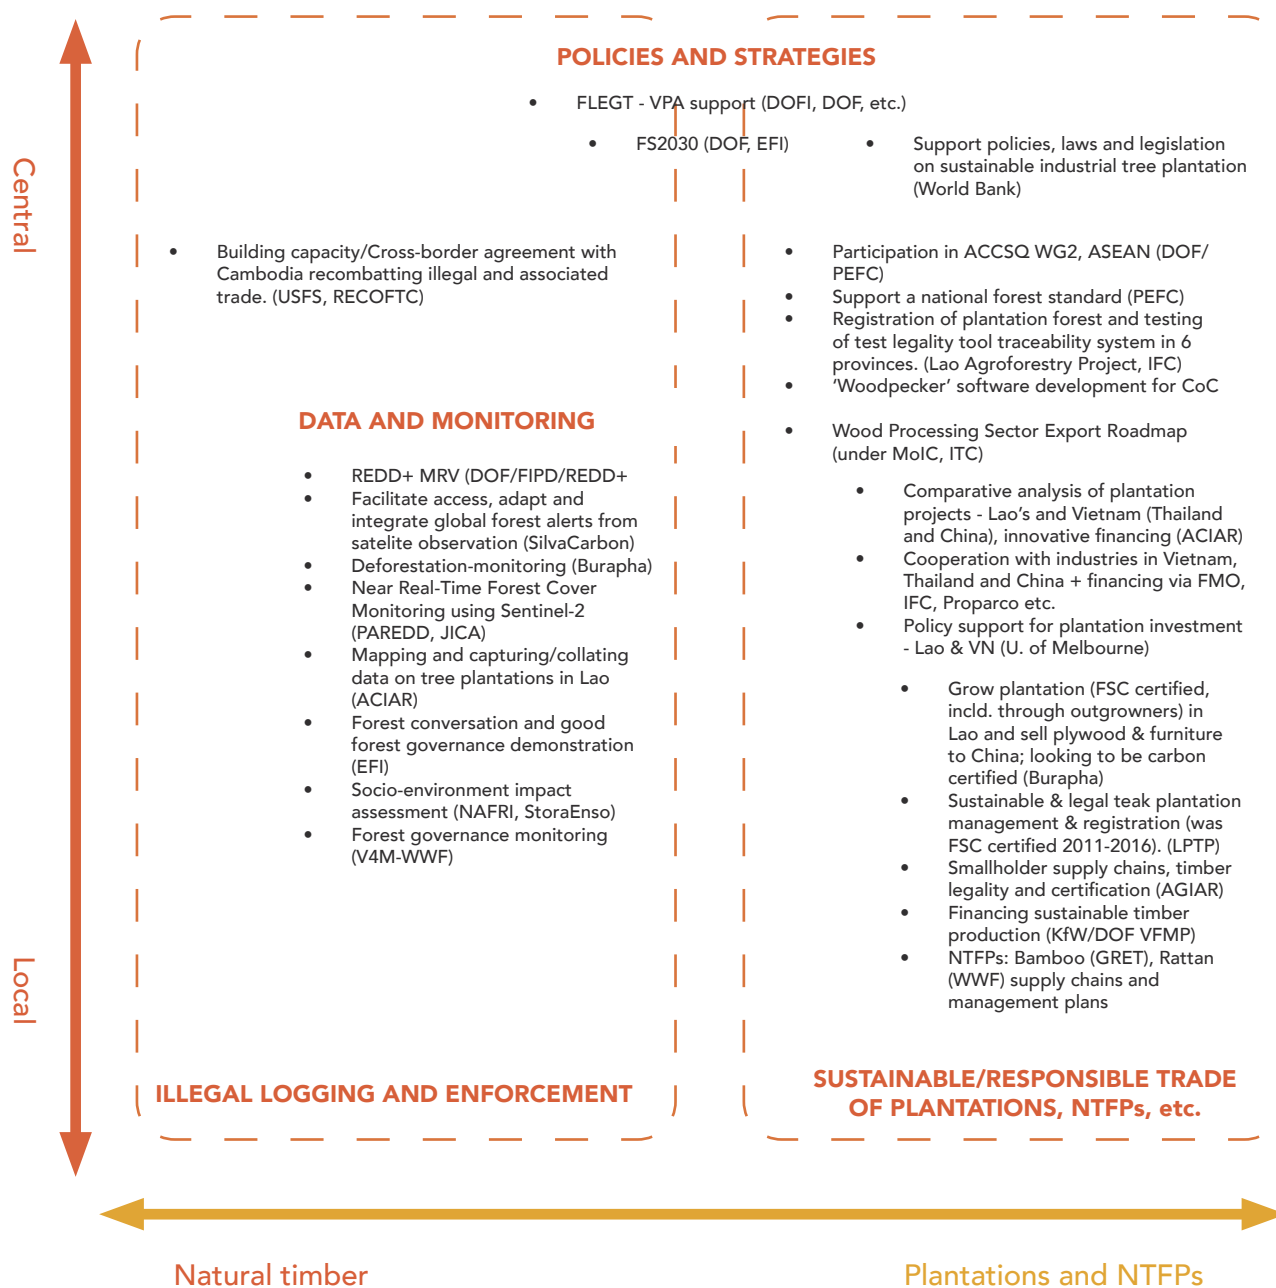 POLICIES AND STRATEGIES
• FLEGT - VPA support (DOFI, DOF, etc.)
• FS2030 (DOF, EFI)
• Support policies, laws and legislation
on sustainable industrial tree plantation
(World Bank)
Central
• Building capacity/Cross-border agreement with
Cambodia recombatting illegal and associated
trade. (USFS, RECOFTC)
DATA AND MONITORING
• REDD+ MRV (DOF/FIPD/REDD+
• Facilitate access, adapt and
integrate global forest alerts from
satelite observation (SilvaCarbon)
• Deforestation-monitoring (Burapha)
• Near Real-Time Forest Cover
Monitoring using Sentinel-2
(PAREDD, JICA)
• Mapping and capturing/collating
data on tree plantations in Lao
(ACIAR)
• Forest conversation and good
forest governance demonstration
(EFI)
• Socio-environment impact
assessment (NAFRI, StoraEnso)
• Forest governance monitoring
(V4M-WWF)
• Participation in ACCSQ WG2, ASEAN (DOF/
PEFC)
• Support a national forest standard (PEFC)
• Registration of plantation forest and testing
of test legality tool traceability system in 6
provinces. (Lao Agroforestry Project, IFC)
• ‘Woodpecker’ software development for CoC
• Wood Processing Sector Export Roadmap
(under MoIC, ITC)
• Comparative analysis of plantation
projects - Lao’s and Vietnam (Thailand
and China), innovative financing (ACIAR)
• Cooperation with industries in Vietnam,
Thailand and China + financing via FMO,
IFC, Proparco etc.
• Policy support for plantation investment
- Lao & VN (U. of Melbourne)
• Grow plantation (FSC certified,
incld. through outgrowners) in
Lao and sell plywood & furniture
to China; looking to be carbon
certified (Burapha)
• Sustainable & legal teak plantation
management & registration (was
FSC certified 2011-2016). (LPTP)
• Smallholder supply chains, timber
legality and certification (AGIAR)
• Financing sustainable timber
production (KfW/DOF VFMP)
• NTFPs: Bamboo (GRET), Rattan
(WWF) supply chains and
management plans
Local
ILLEGAL LOGGING AND ENFORCEMENT
SUSTAINABLE/RESPONSIBLE TRADE
OF PLANTATIONS, NTFPs, etc.
Natural timber
Plantations and NTFPs